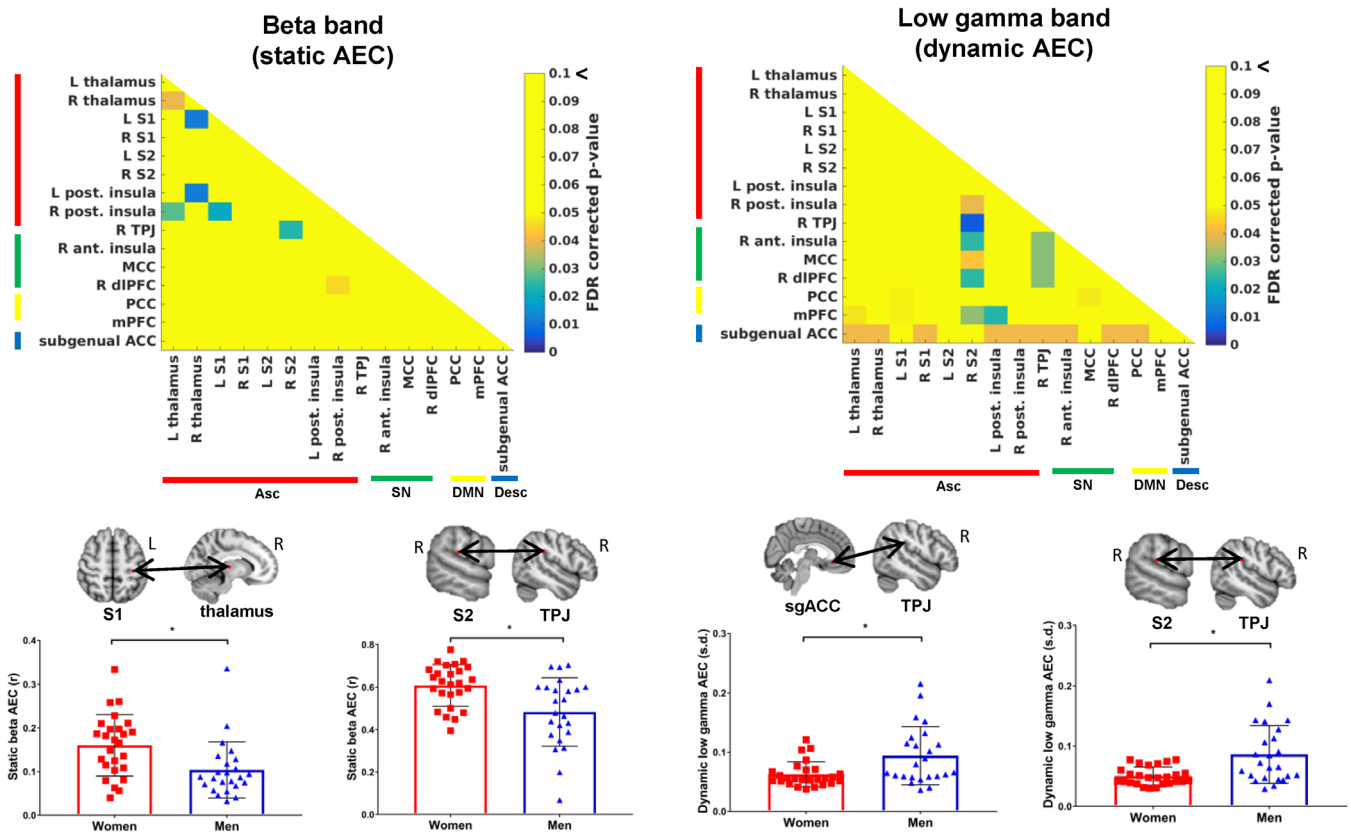 Beta band
(static AEC)
L thalamus
R thalamus
L S1
R S1
L S2
R S2
L post. insula
R post. insula
R TPJ
R ant. insula
MCC
R dlPFC
PCC
mPFC
subgenual ACC
0.1 <
0.09
0.08
0.07
0.06
0.05
0.04
0.03
0.02
0.01
0
FDR corrected p-value
L thalamus
R thalamus
L S1
R S1
L S2
R S2
L post. insula
R post. insula
R TPJ
R ant. insula
MCC
R dlPFC
PCC
mPFC
subgenual ACC
Asc
SN
DMN
Desc
Low gamma band
(dynamic AEC)
L thalamus
R thalamus
L S1
R S1
L S2
R S2
L post. insula
R post. insula
R TPJ
R ant. insula
MCC
R dlPFC
PCC
mPFC
subgenual ACC
0.1 <
0.09
0.08
0.07
0.06
0.05
0.04
0.03
0.02
0.01
0
FDR corrected p-value
L thalamus
R thalamus
L S1
R S1
L S2
R S2
L post. insula
R post. insula
R TPJ
R ant. insula
MCC
R dlPFC
PCC
mPFC
subgenual ACC
Asc
SN
DMN
Desc
L
R
S1
thalamus
*
Static beta AEC (r)
0.4
0.3
0.2
0.1
0.0
Women
Men
R
R
S2
TPJ
*
Static beta AEC (r)
0.8
0.6
0.4
0.2
0.0
Women
Men
R
sgACC
TPJ
*
Dynamic low gamma AEC (s.d.)
0.3
0.2
0.1
0.0
Women
Men
R
R
S2
TPJ
*
Dynamic low gamma AEC (s.d.)
0.3
0.2
0.1
0.0
Women
Men